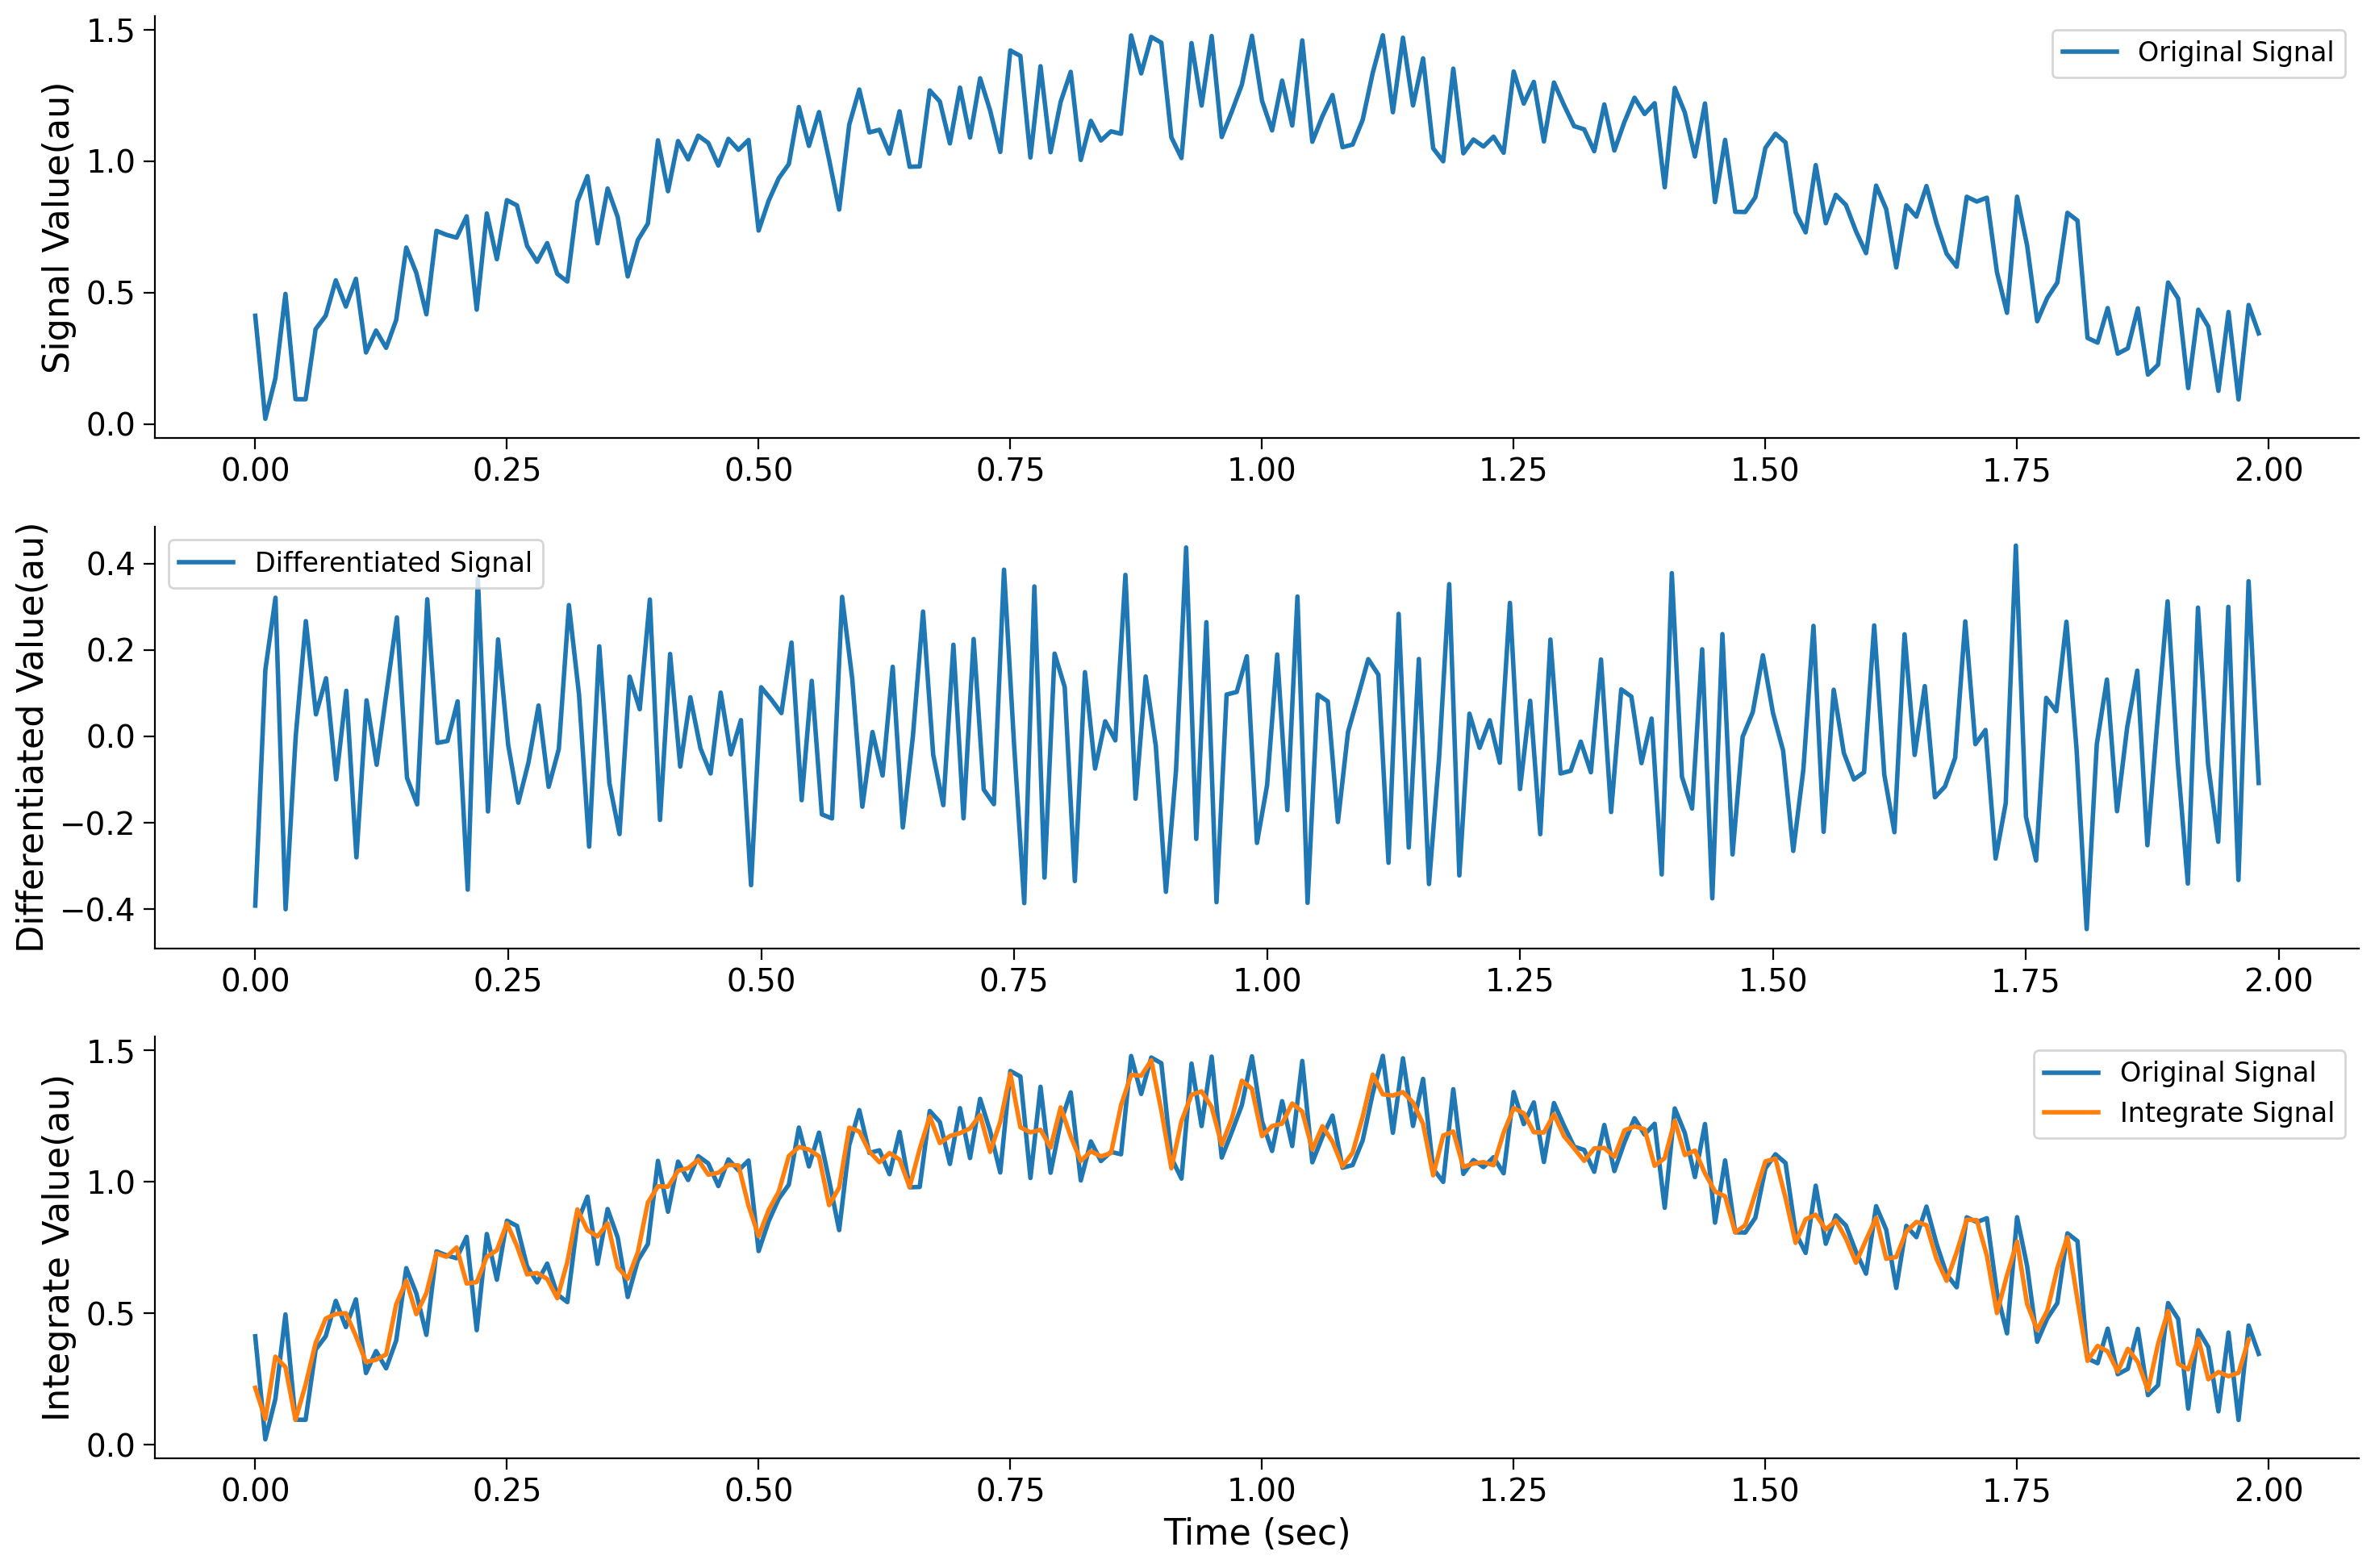 Signal Value(au)
1.5
1.0
0.5
0.0
Original Signal
0.00 0.25 0.50 0.75 1.00 1.25 1.50 1.75 2.00
Differentiated Value(au)
0.4
0.2
0.0
−0.2
−0.4
Differentiated Signal
0.00 0.25 0.50 0.75 1.00 1.25 1.50 1.75 2.00
Integrate Value(au)
1.5
1.0
0.5
0.0
Original Signal
Integrate Signal
0.00 0.25 0.50 0.75 1.00 1.25 1.50 1.75 2.00
Time (sec)